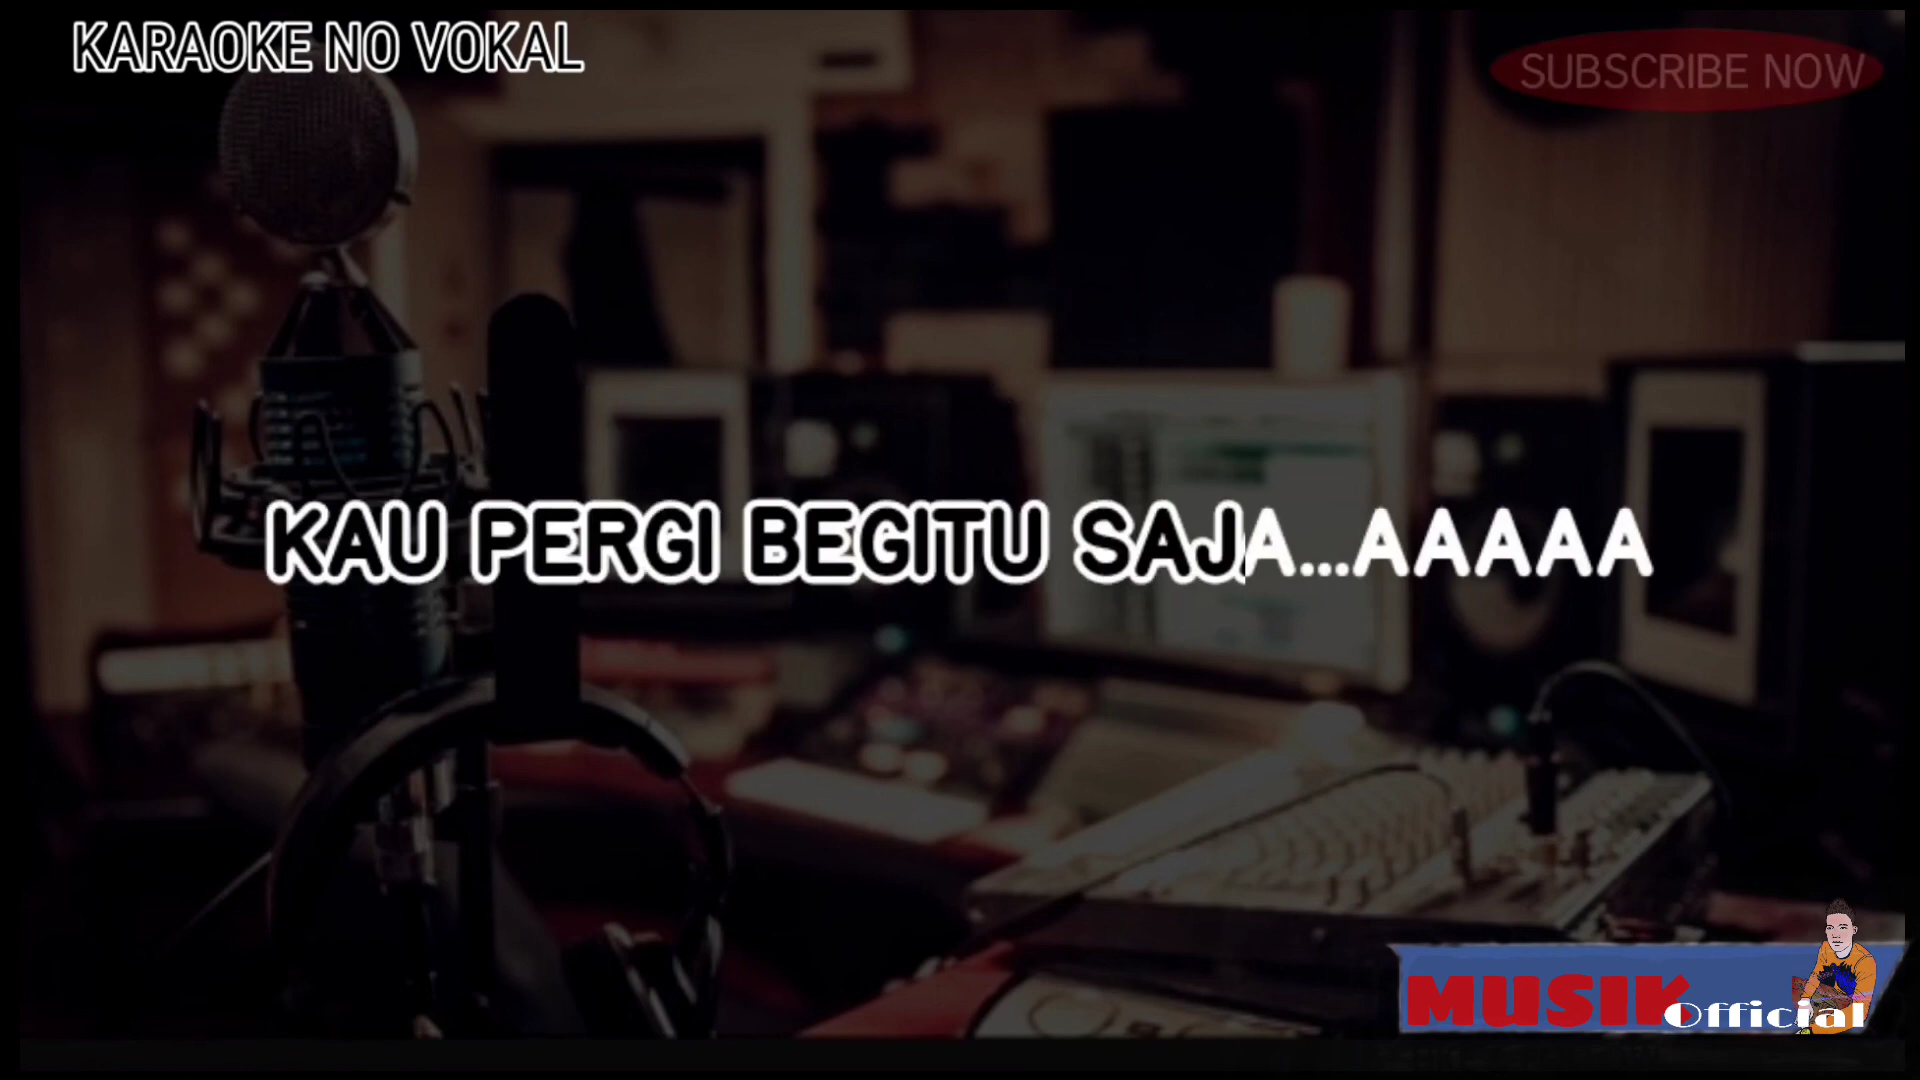 KARAOKE NO VOKAL
SUBSCRIBE NOW
KAU PERGI BEGITU SAJA...AAAAA
MUSIK
Official